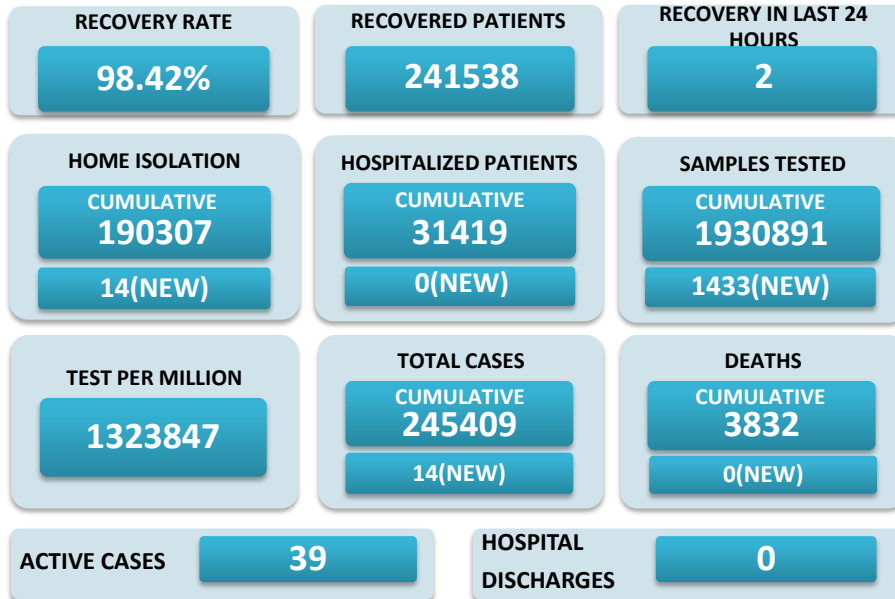 RECOVERY RATE
98.42%
RECOVERED PATIENTS
241538
RECOVERY IN LAST 24
HOURS
2
HOME ISOLATION
CUMULATIVE
190307
14(NEW)
HOSPITALIZED PATIENTS
CUMULATIVE
31419
0(NEW)
SAMPLES TESTED
CUMULATIVE
1930891
1433(NEW)
TEST PER MILLION
1323847
TOTAL CASES
CUMULATIVE
245409
14(NEW)
DEATHS
CUMULATIVE
3832
0(NEW)
ACTIVE CASES
39
HOSPITAL
DISCHARGES
0